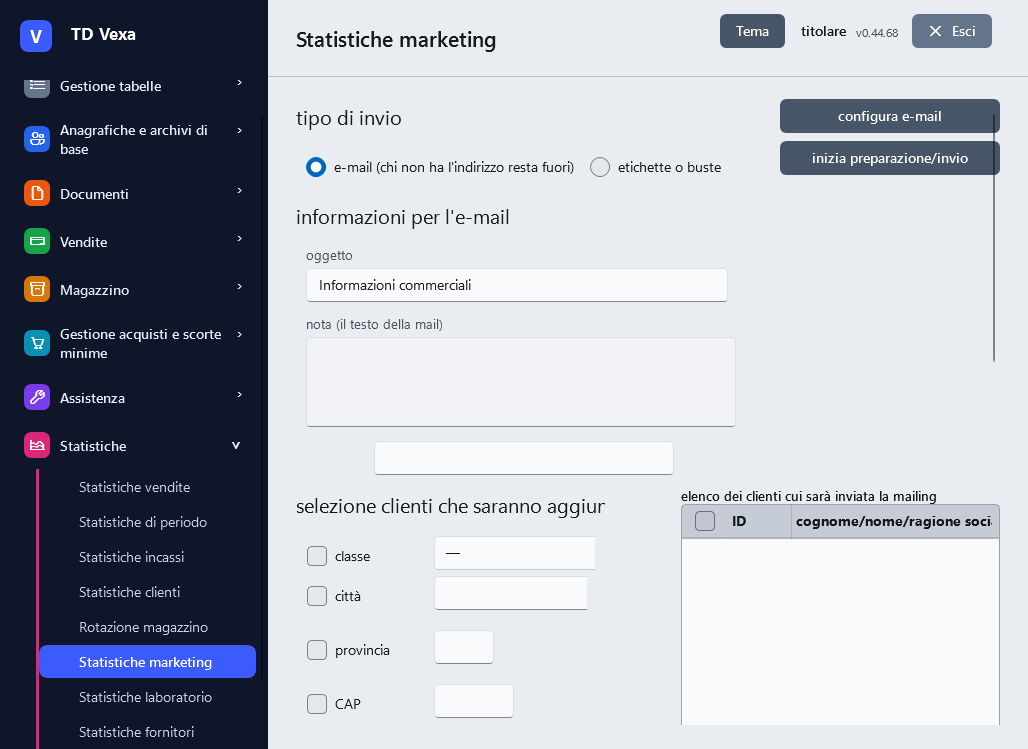 V
TD Vexa
Gestione tabelle
Anagrafiche e archivi di
base
Documenti
Vendite
Magazzino
Gestione acquisti e scorte
minime
Assistenza
Statistiche
Statistiche vendite
Statistiche di periodo
Statistiche incassi
Statistiche clienti
Rotazione magazzino
Statistiche marketing
Statistiche laboratorio
Statistiche fornitori
Statistiche marketing
Tema
titolare
v0.44.68
Esci
tipo di invio
configura e-mail
inizia preparazione/invio
e-mail (chi non ha l'indirizzo resta fuori)
etichette o buste
informazioni per l'e-mail
oggetto
Informazioni commerciali
nota (il testo della mail)
selezione clienti che saranno aggiur
elenco dei clienti cui sarà inviata la mailing
ID
cognome/nome/ragione soci
classe
—
città
provincia
CAP